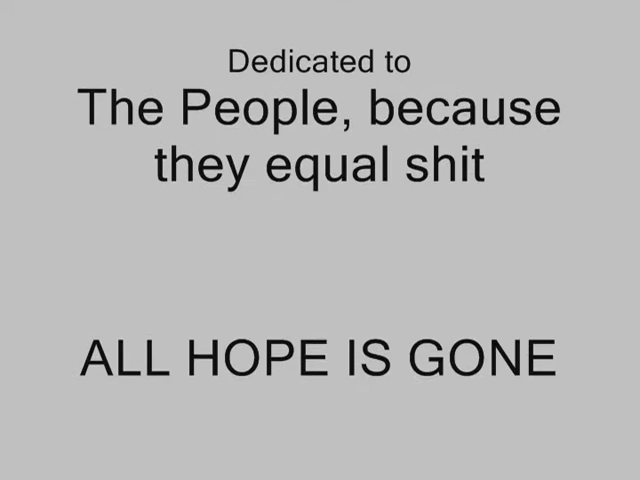 Dedicated to
The People, because
they equal shit
ALL HOPE IS GONE